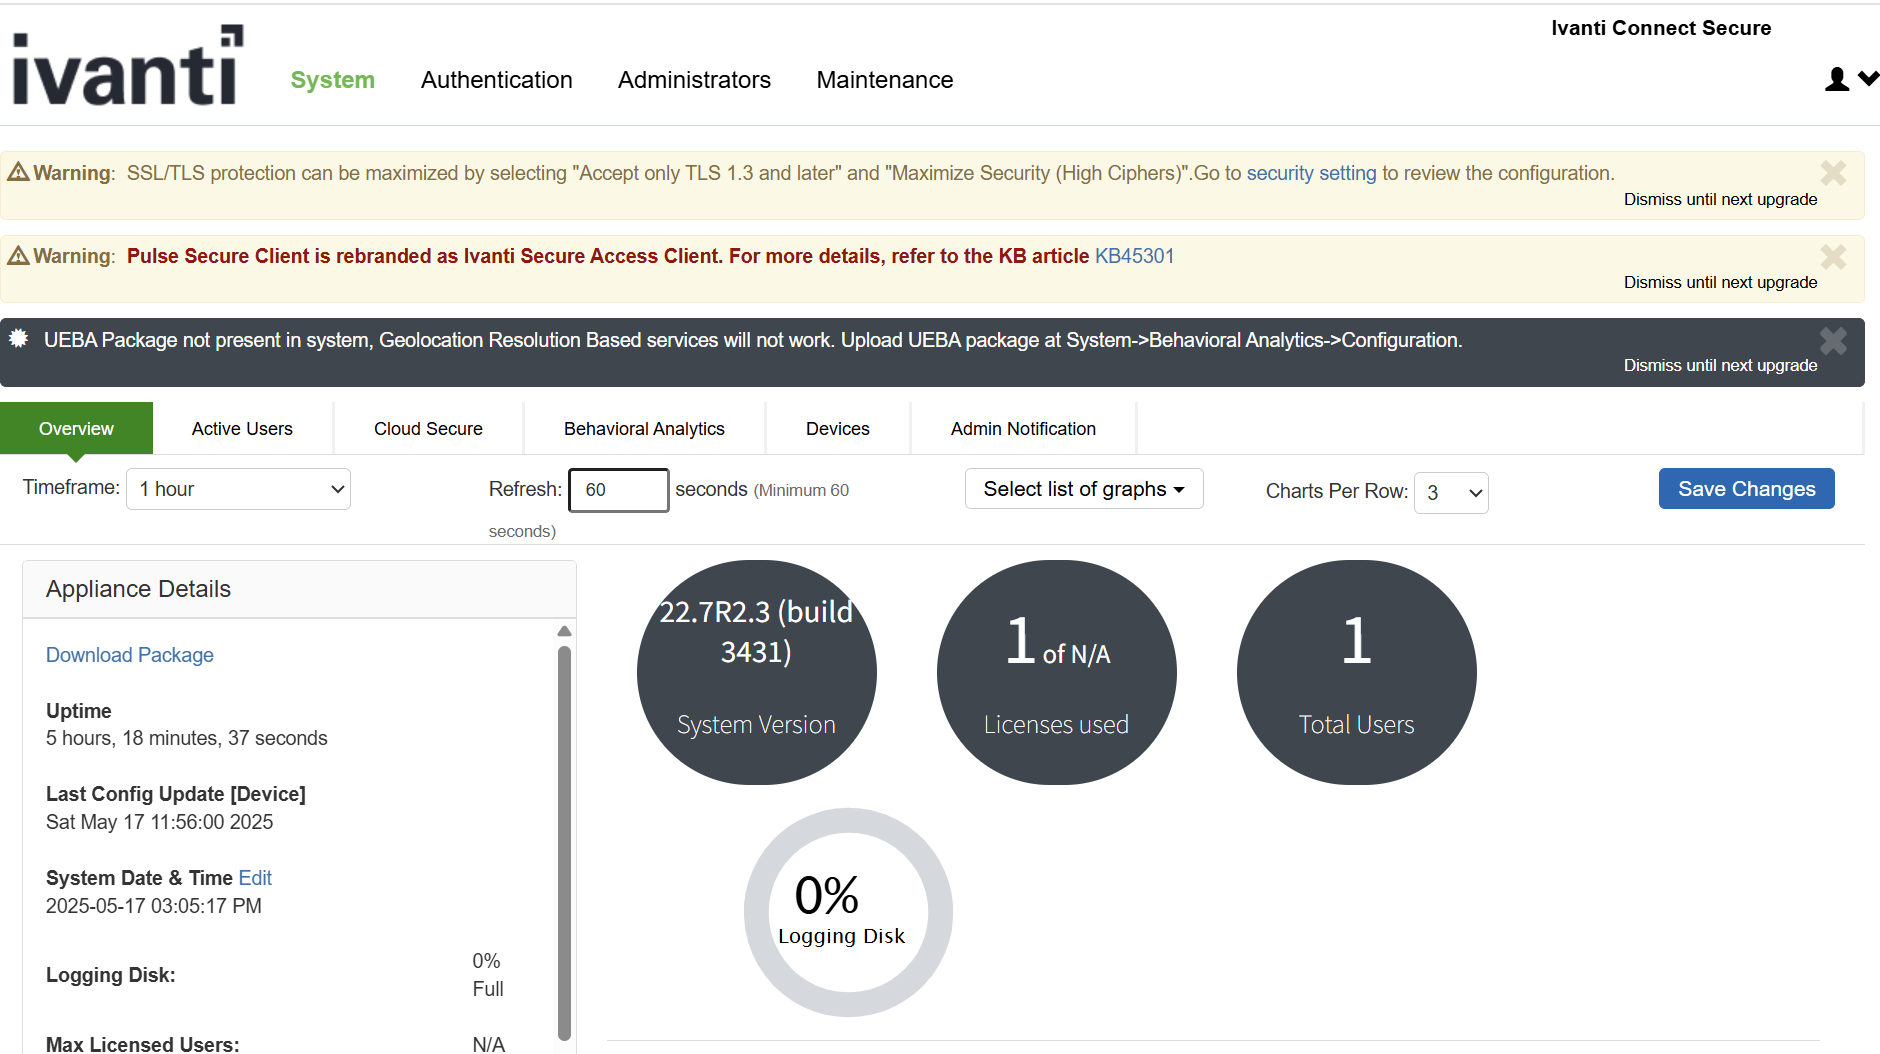 Ivanti Connect Secure
ivanti
System Authentication Administrators Maintenance
Warning: SSL/TLS protection can be maximized by selecting "Accept only TLS 1.3 and later" and "Maximize Security (High Ciphers)".Go to security setting to review the configuration.
Dismiss until next upgrade
Warning: Pulse Secure Client is rebranded as Ivanti Secure Access Client. For more details, refer to the KB article KB45301
Dismiss until next upgrade
UEBA Package not present in system, Geolocation Resolution Based services will not work. Upload UEBA package at System->Behavioral Analytics->Configuration.
Dismiss until next upgrade
Overview Active Users Cloud Secure Behavioral Analytics Devices Admin Notification
Timeframe: 1 hour Refresh: 60 seconds (Minimum 60
seconds)
Select list of graphs Charts Per Row: 3 Save Changes
Appliance Details
Download Package
Uptime
5 hours, 18 minutes, 37 seconds
Last Config Update [Device]
Sat May 17 11:56:00 2025
System Date & Time Edit
2025-05-17 03:05:17 PM
Logging Disk: 0%
Full
Max Licensed Users: N/A
22.7R2.3 (build
3431)
System Version
1 of N/A
Licenses used
1
Total Users
0%
Logging Disk